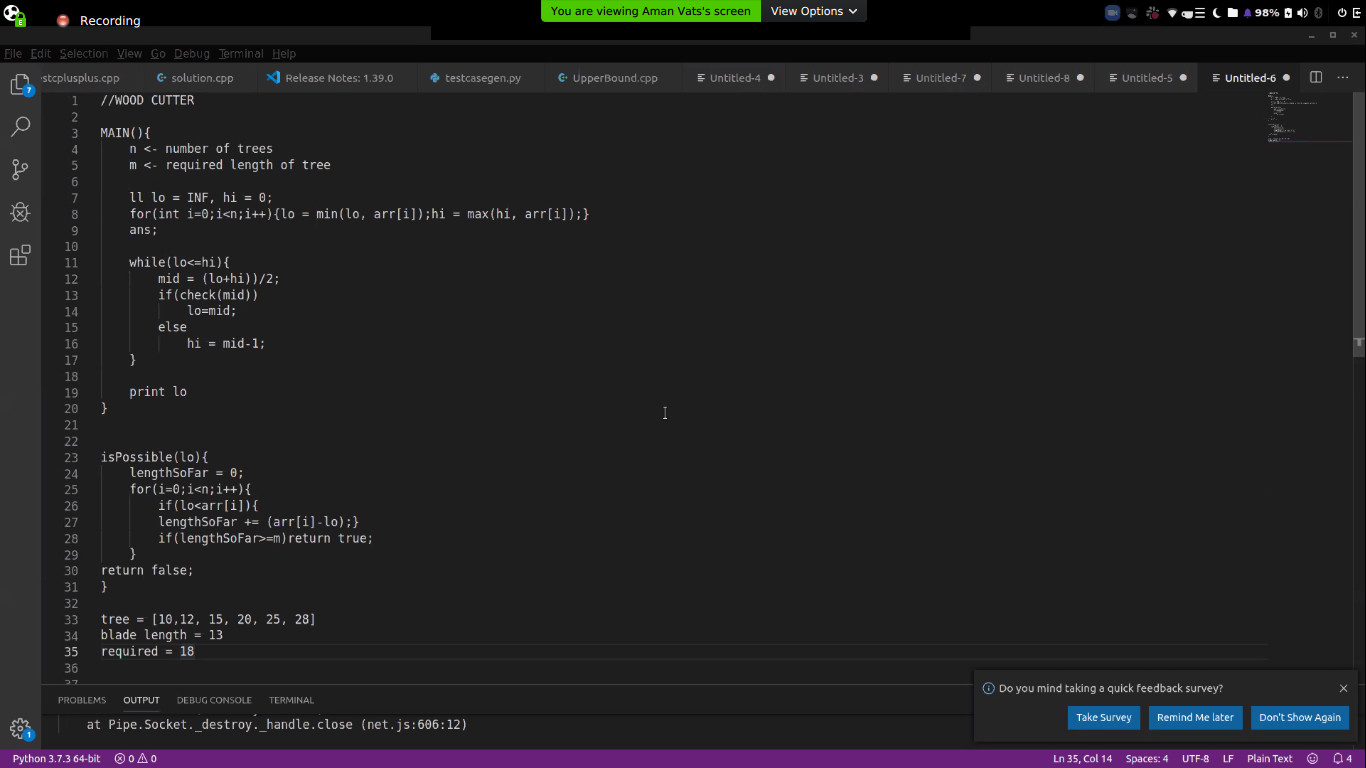 Recording
You are viewing Aman Vats's screen View Options
98%
File Edit Selection View Go Debug Terminal Help
stcplusplus.cpp solution.cpp Release Notes: 1.39.0 testcasegen.py UpperBound.cpp Untitled-4 Untitled-3 Untitled-7 Untitled-8 Untitled-5 Untitled-6
7
1 //WOOD CUTTER
2
3 MAIN(){
4 n <- number of trees
5 m <- required length of tree
6
7 ll lo = INF, hi = 0;
8 for(int i=0;i<n;i++){lo = min(lo, arr[i]);hi = max(hi, arr[i]);}
9 ans;
10
11 while(lo<=hi){
12 mid = (lo+hi))/2;
13 if(check(mid))
14 lo=mid;
15 else
16 hi = mid-1;
17 }
18
19 print lo
20 }
21
22
23 isPossible(lo){
24 lengthSoFar = 0;
25 for(i=0;i<n;i++){
26 if(lo<arr[i]){
27 lengthSoFar += (arr[i]-lo);}
28 if(lengthSoFar>=m)return true;
29 }
30 return false;
31 }
32
33 tree = [10,12, 15, 20, 25, 28]
34 blade length = 13
35 required = 18
36
37
Do you mind taking a quick feedback survey?
Take Survey Remind Me later Don't Show Again
PROBLEMS OUTPUT DEBUG CONSOLE TERMINAL
at Pipe.Socket._destroy._handle.close (net.js:606:12)
1
Python 3.7.3 64-bit 0 0 Ln 35, Col 14 Spaces: 4 UTF-8 LF Plain Text 4